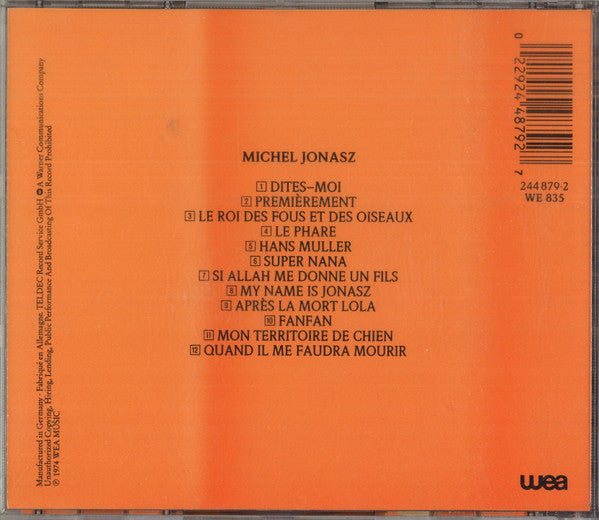 MICHEL JONASZ
1 DITES-MOI
2 PREMIÈREMENT
3 LE ROI DES FOUS ET DES OISEAUX
4 LE PHARE
5 HANS MULLER
6 SUPER NANA
7 SI ALLAH ME DONNE UN FILS
8 MY NAME IS JONASZ
9 APRÈS LA MORT LOLA
10 FANFAN
11 MON TERRITOIRE DE CHIEN
12 QUAND IL ME FAUDRA MOURIR
0 22924 48792 7
244 879-2
WE 835
Manufactured in Germany · Fabriqué en Allemagne, TELDEC Record Service GmbH A Warner Communications Company
Unauthorized Copying, Hiring, Lending, Public Performance And Broadcasting Of This Record Prohibited
℗ 1974 WEA MUSIC
wea